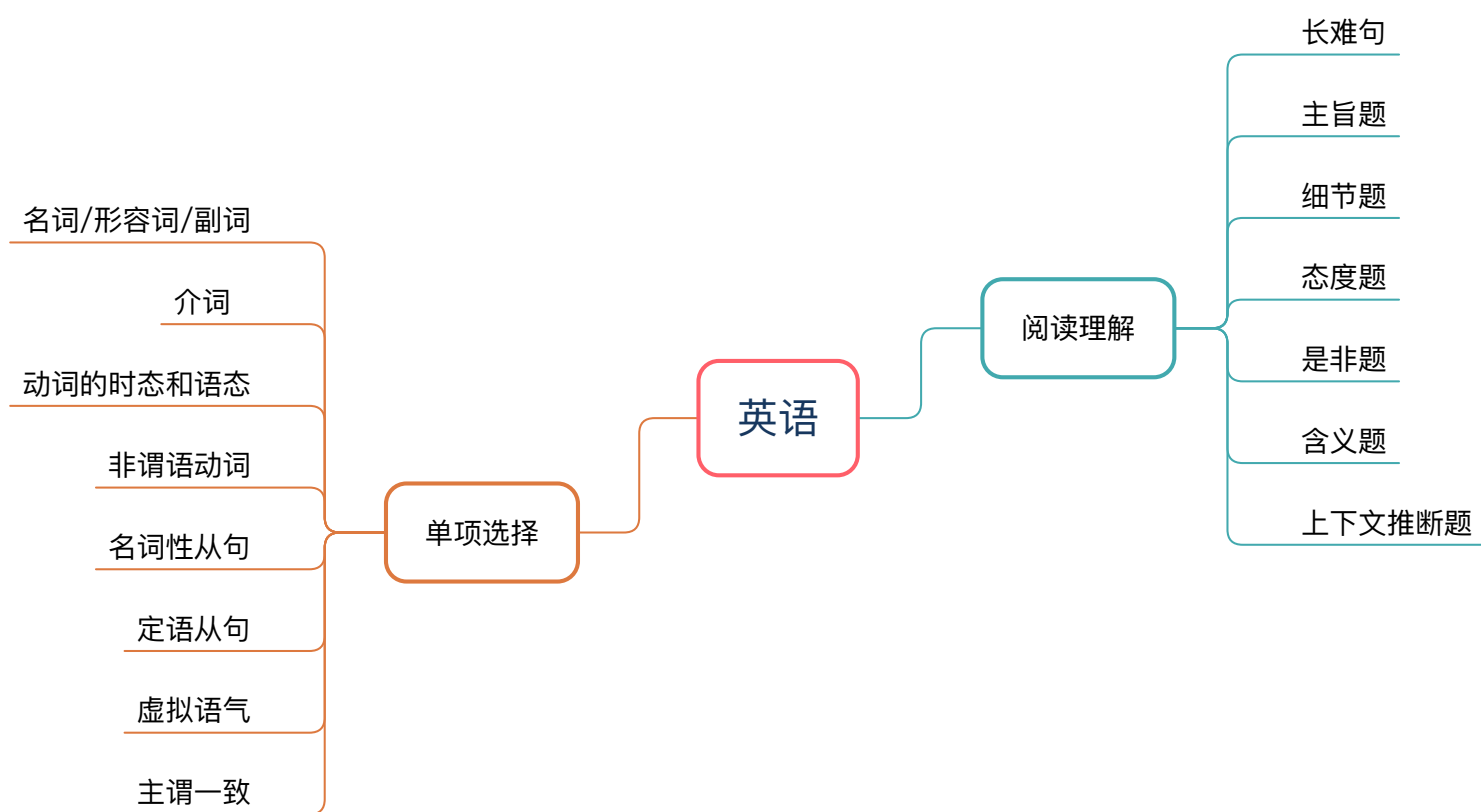 英语
阅读理解
长难句
主旨题
细节题
态度题
是非题
含义题
上下文推断题
单项选择
名词/形容词/副词
介词
动词的时态和语态
非谓语动词
名词性从句
定语从句
虚拟语气
主谓一致